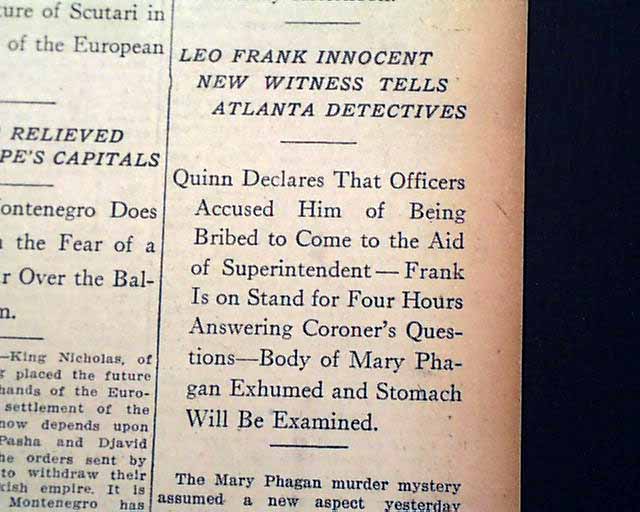 ture of Scutari in
of the European
RELIEVED
PE'S CAPITALS
ontenegro Does
the Fear of a
r Over the Bal-
n.
—King Nicholas, of
placed the future
hands of the Euro-
settlement of the
now depends upon
Pasha and Djavid
he orders sent by
to withdraw their
kish empire. It is
Montenegro has
LEO FRANK INNOCENT
NEW WITNESS TELLS
ATLANTA DETECTIVES
Quinn Declares That Officers
Accused Him of Being
Bribed to Come to the Aid
of Superintendent — Frank
Is on Stand for Four Hours
Answering Coroner's Ques-
tions—Body of Mary Pha-
gan Exhumed and Stomach
Will Be Examined.
The Mary Phagan murder mystery
assumed a new aspect yesterday